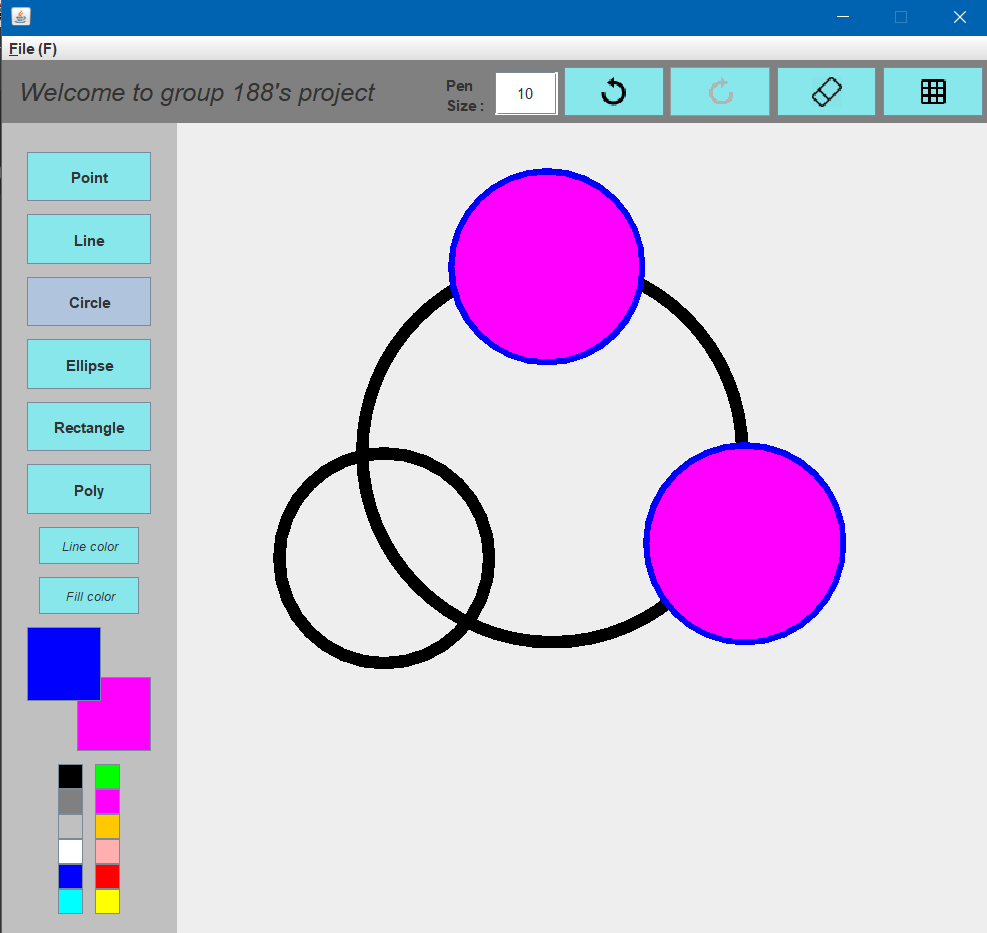 File (F)
Welcome to group 188's project
Pen
Size :
10
Point
Line
Circle
Ellipse
Rectangle
Poly
Line color
Fill color